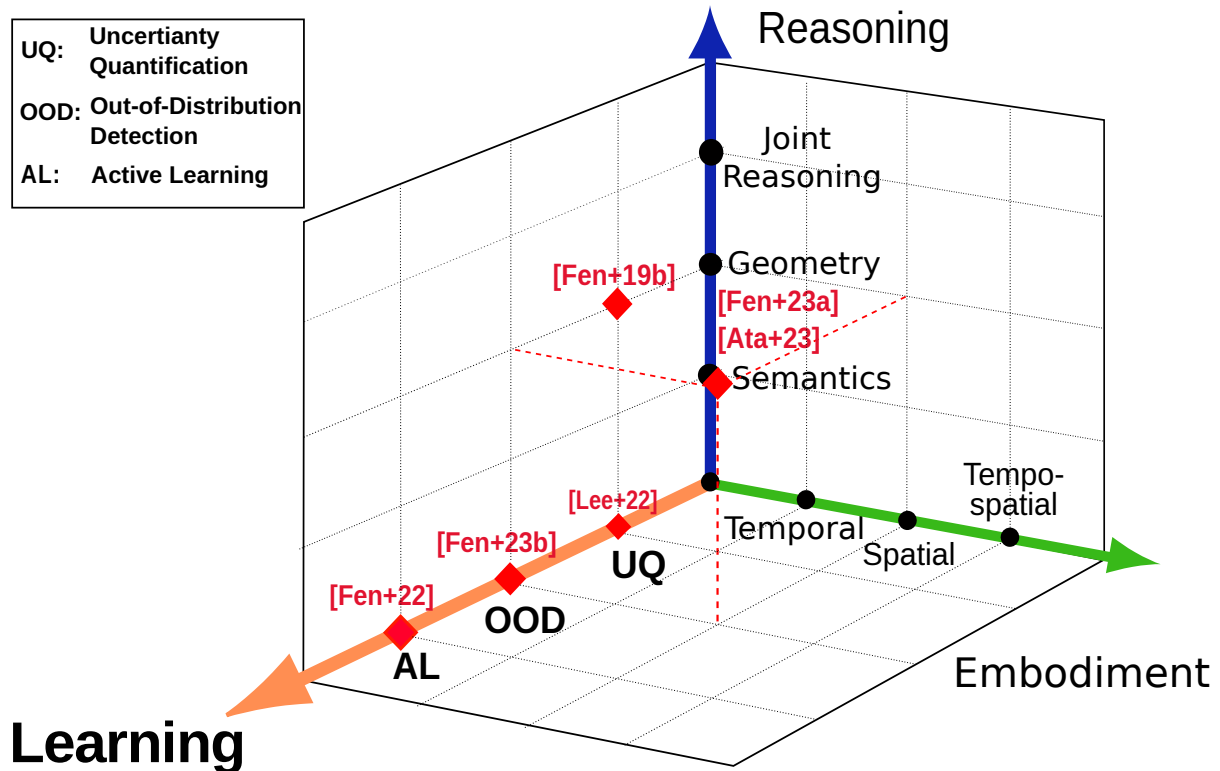 UQ: Uncertianty
Quantification
OOD: Out-of-Distribution
Detection
AL: Active Learning
Reasoning
Joint
Reasoning
Geometry
[Fen+19b]
[Fen+23a]
[Ata+23]
Semantics
Tempo-
spatial
[Lee+22]
Temporal
[Fen+23b]
Spatial
UQ
[Fen+22]
OOD
AL
Embodiment
Learning